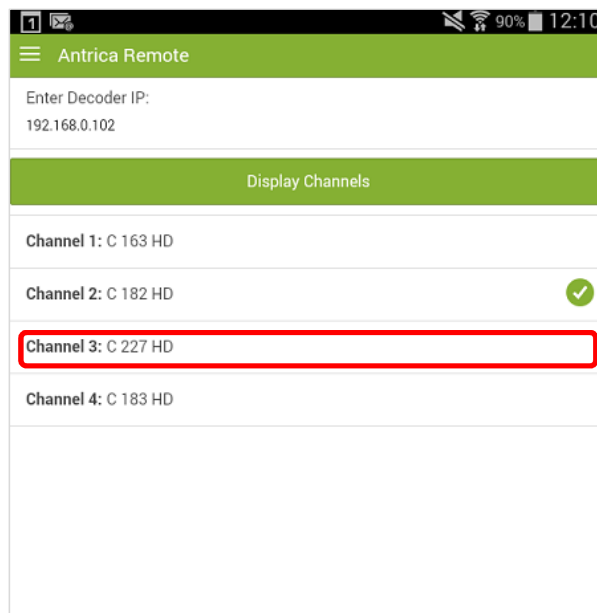 1 90% 12:10
Antrica Remote
Enter Decoder IP:
192.168.0.102
Display Channels
Channel 1: C 163 HD
Channel 2: C 182 HD
Channel 3: C 227 HD
Channel 4: C 183 HD